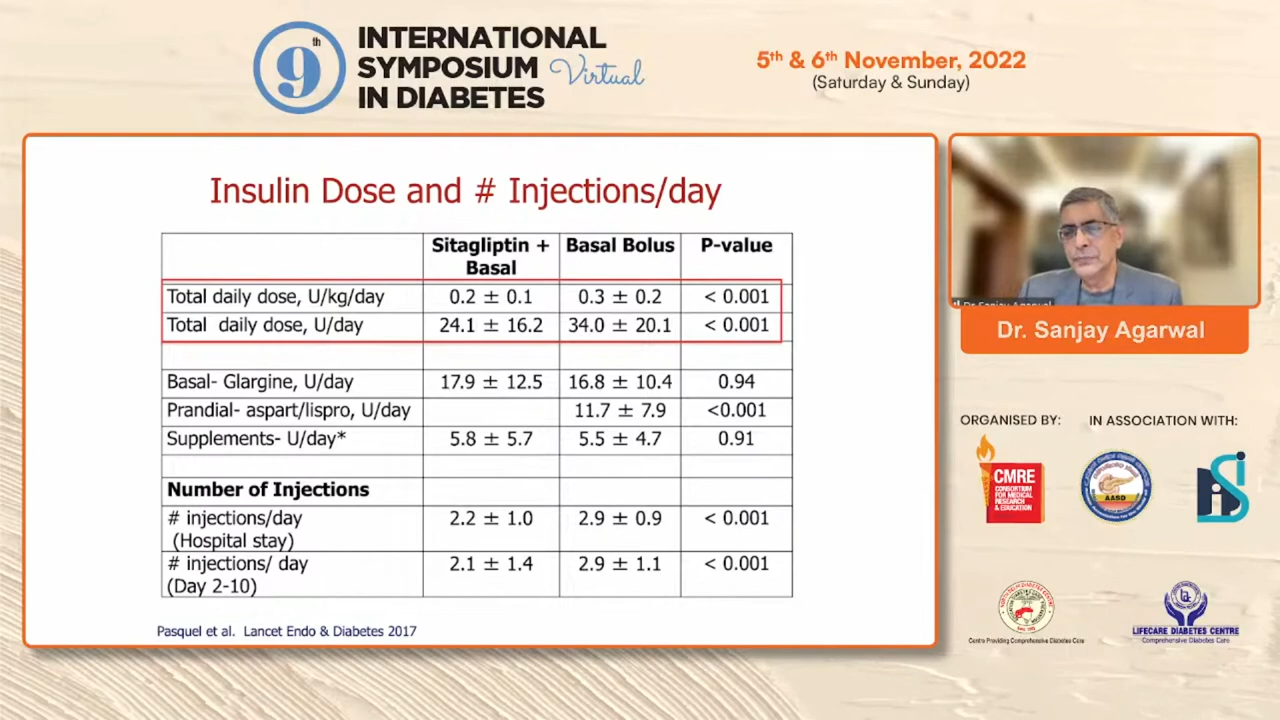 9th
INTERNATIONAL
SYMPOSIUM Virtual
IN DIABETES
5th & 6th November, 2022
(Saturday & Sunday)
Insulin Dose and # Injections/day
Sitagliptin + Basal Basal Bolus P-value
Total daily dose, U/kg/day 0.2 ± 0.1 0.3 ± 0.2 < 0.001
Total daily dose, U/day 24.1 ± 16.2 34.0 ± 20.1 < 0.001
Basal- Glargine, U/day 17.9 ± 12.5 16.8 ± 10.4 0.94
Prandial- aspart/lispro, U/day 11.7 ± 7.9 <0.001
Supplements- U/day* 5.8 ± 5.7 5.5 ± 4.7 0.91
Number of Injections
# injections/day 2.2 ± 1.0 2.9 ± 0.9 < 0.001
(Hospital stay)
# injections/ day 2.1 ± 1.4 2.9 ± 1.1 < 0.001
(Day 2-10)
Pasquel et al. Lancet Endo & Diabetes 2017
Dr Sanjay Agarwal
Dr. Sanjay Agarwal
ORGANISED BY: IN ASSOCIATION WITH:
CMRE
CONSORTIUM
FOR MEDICAL
RESEARCH
& EDUCATION
AASD
Centre Providing Comprehensive Diabetes Care
LIFECARE DIABETES CENTRE
Comprehensive Diabetes Care